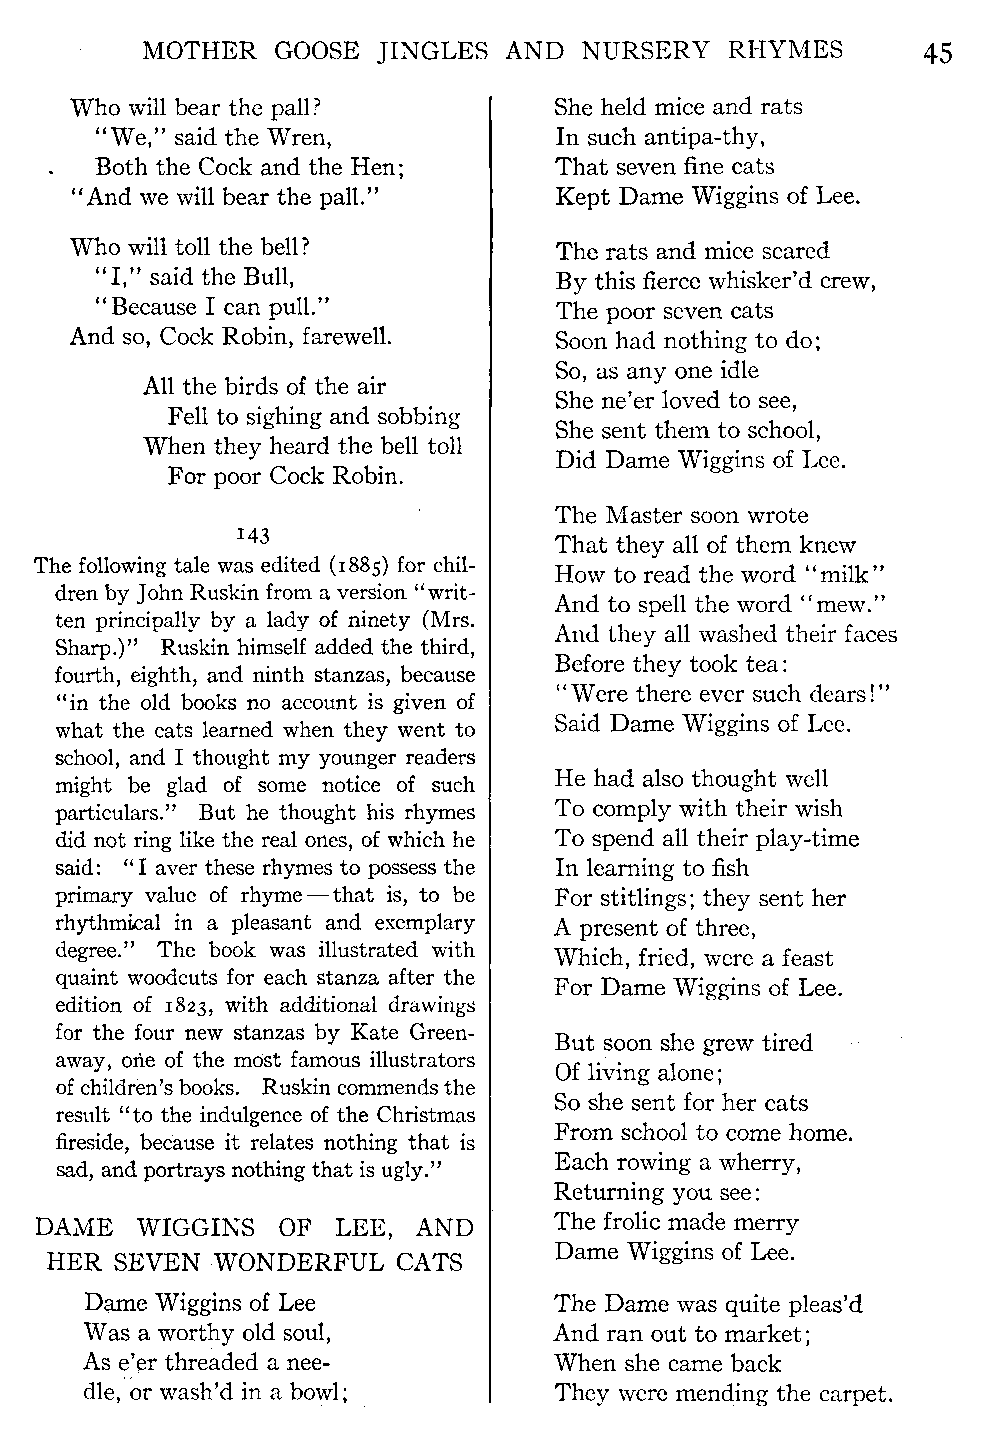 MOTHER GOOSE JINGLES AND NURSERY RHYMES 45
Who will bear the pall?
"We," said the Wren,
Both the Cock and the Hen;
"And we will bear the pall."
Who will toll the bell?
"I," said the Bull,
"Because I can pull."
And so, Cock Robin, farewell.
All the birds of the air
Fell to sighing and sobbing
When they heard the bell toll
For poor Cock Robin.
143
The following tale was edited (1885) for chil-
dren by John Ruskin from a version "writ-
ten principally by a lady of ninety (Mrs.
Sharp.)" Ruskin himself added the third,
fourth, eighth, and ninth stanzas, because
"in the old books no account is given of
what the cats learned when they went to
school, and I thought my younger readers
might be glad of some notice of such
particulars." But he thought his rhymes
did not ring like the real ones, of which he
said: "I aver these rhymes to possess the
primary value of rhyme—that is, to be
rhythmical in a pleasant and exemplary
degree." The book was illustrated with
quaint woodcuts for each stanza after the
edition of 1823, with additional drawings
for the four new stanzas by Kate Green-
away, one of the most famous illustrators
of children's books. Ruskin commends the
result "to the indulgence of the Christmas
fireside, because it relates nothing that is
sad, and portrays nothing that is ugly."
DAME WIGGINS OF LEE, AND
HER SEVEN WONDERFUL CATS
Dame Wiggins of Lee
Was a worthy old soul,
As e'er threaded a nee-
dle, or wash'd in a bowl;
She held mice and rats
In such antipa-thy,
That seven fine cats
Kept Dame Wiggins of Lee.
The rats and mice scared
By this fierce whisker'd crew,
The poor seven cats
Soon had nothing to do;
So, as any one idle
She ne'er loved to see,
She sent them to school,
Did Dame Wiggins of Lee.
The Master soon wrote
That they all of them knew
How to read the word "milk"
And to spell the word "mew."
And they all washed their faces
Before they took tea:
"Were there ever such dears!"
Said Dame Wiggins of Lee.
He had also thought well
To comply with their wish
To spend all their play-time
In learning to fish
For stitlings; they sent her
A present of three,
Which, fried, were a feast
For Dame Wiggins of Lee.
But soon she grew tired
Of living alone;
So she sent for her cats
From school to come home.
Each rowing a wherry,
Returning you see:
The frolic made merry
Dame Wiggins of Lee.
The Dame was quite pleas'd
And ran out to market;
When she came back
They were mending the carpet.